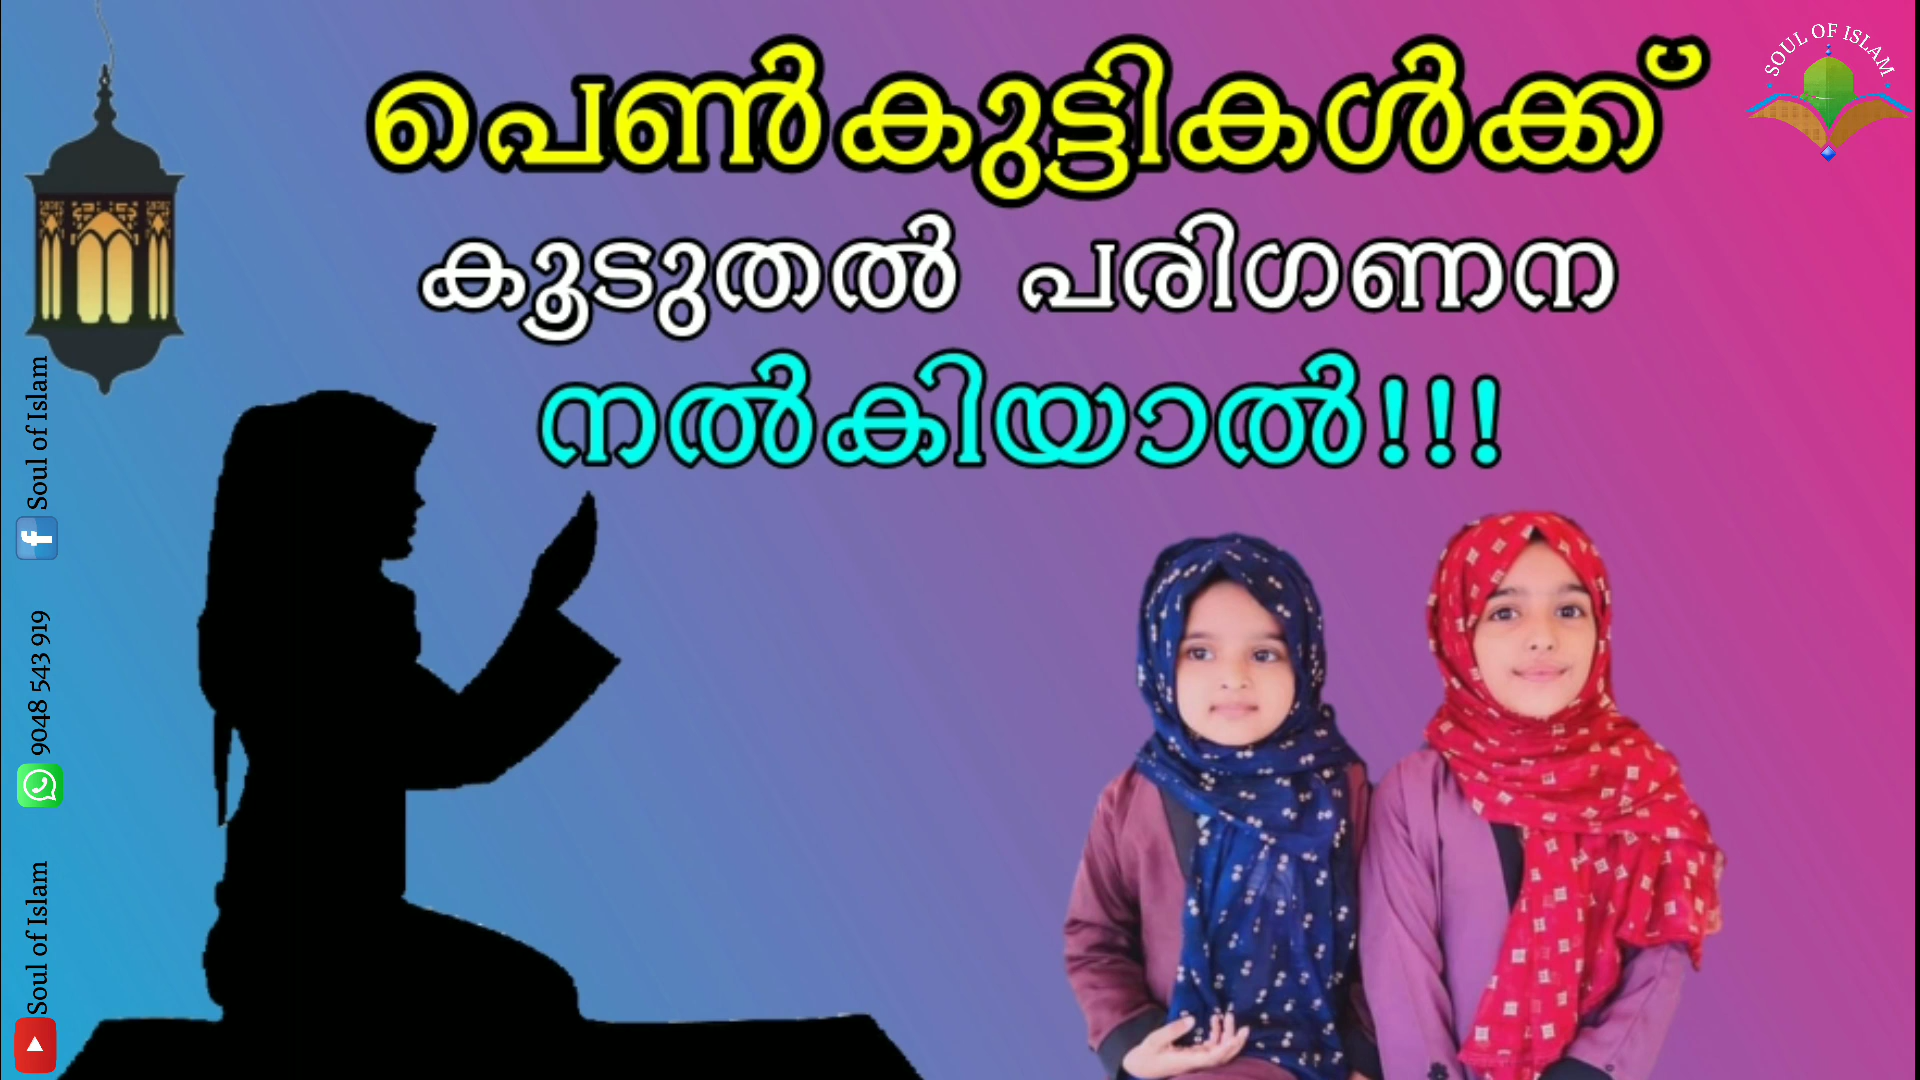 പെൺകുട്ടികൾക്ക്
കൂടുതൽ പരിഗണന
നൽകിയാൽ!!!
SOUL OF ISLAM
Soul of Islam
9048 543 919
Soul of Islam